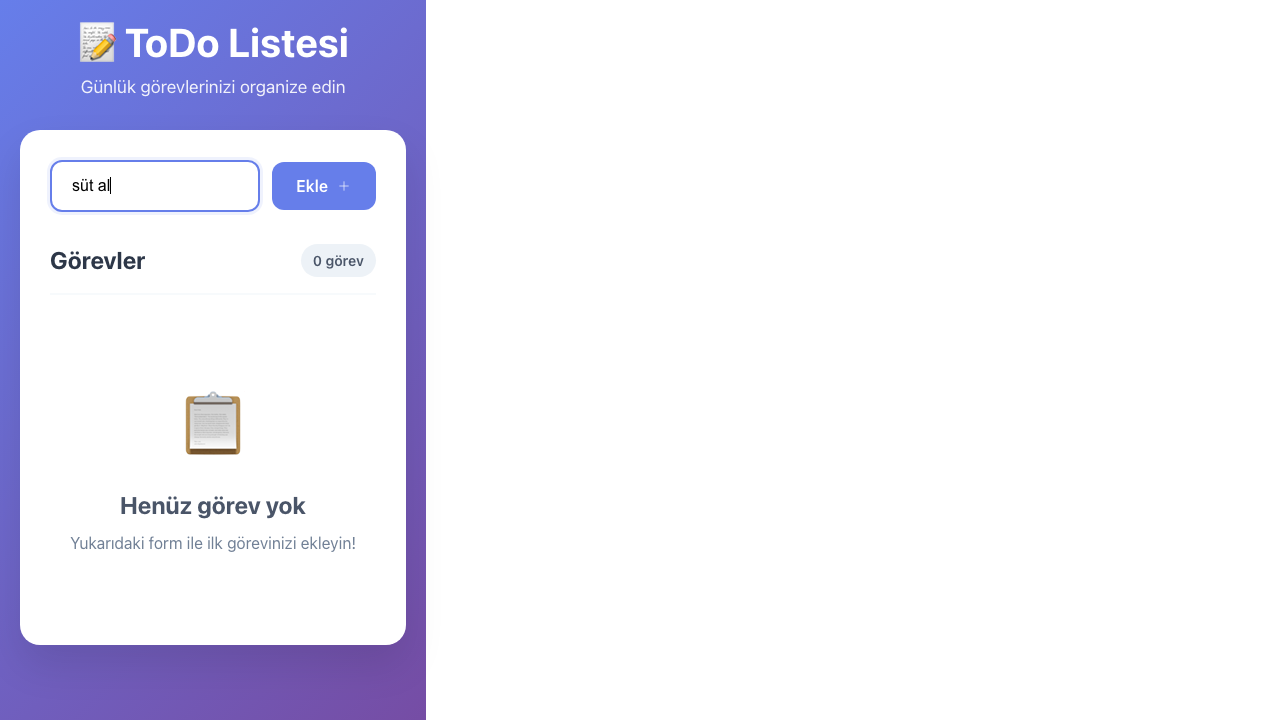 📝 ToDo Listesi
Günlük görevlerinizi organize edin
süt al
Ekle +
Görevler
0 görev
Henüz görev yok
Yukarıdaki form ile ilk görevinizi ekleyin!